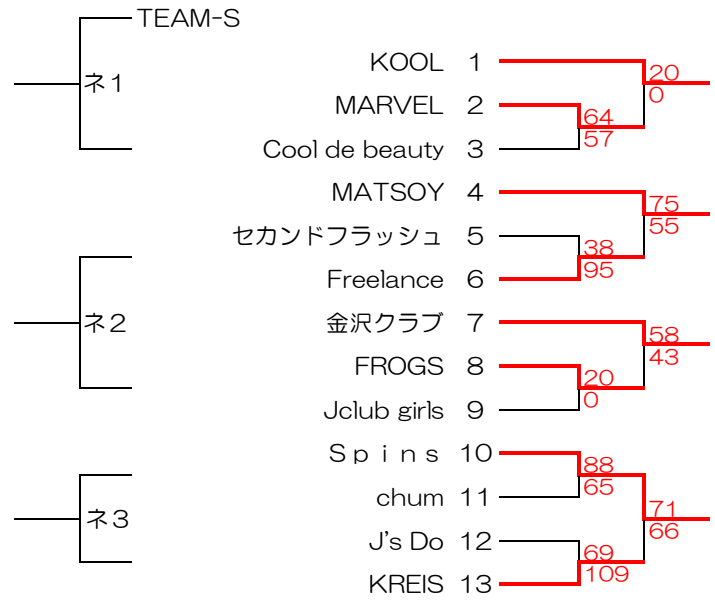 TEAM-S
ネ1
KOOL 1
20
0
MARVEL 2
64
57
Cool de beauty 3
MATSOY 4
75
55
セカンドフラッシュ 5
38
95
Freelance 6
ネ2
金沢クラブ 7
58
43
FROGS 8
20
0
Jclub girls 9
Ｓｐｉｎｓ 10
88
65
chum 11
ネ3
71
66
J's Do 12
69
109
KREIS 13